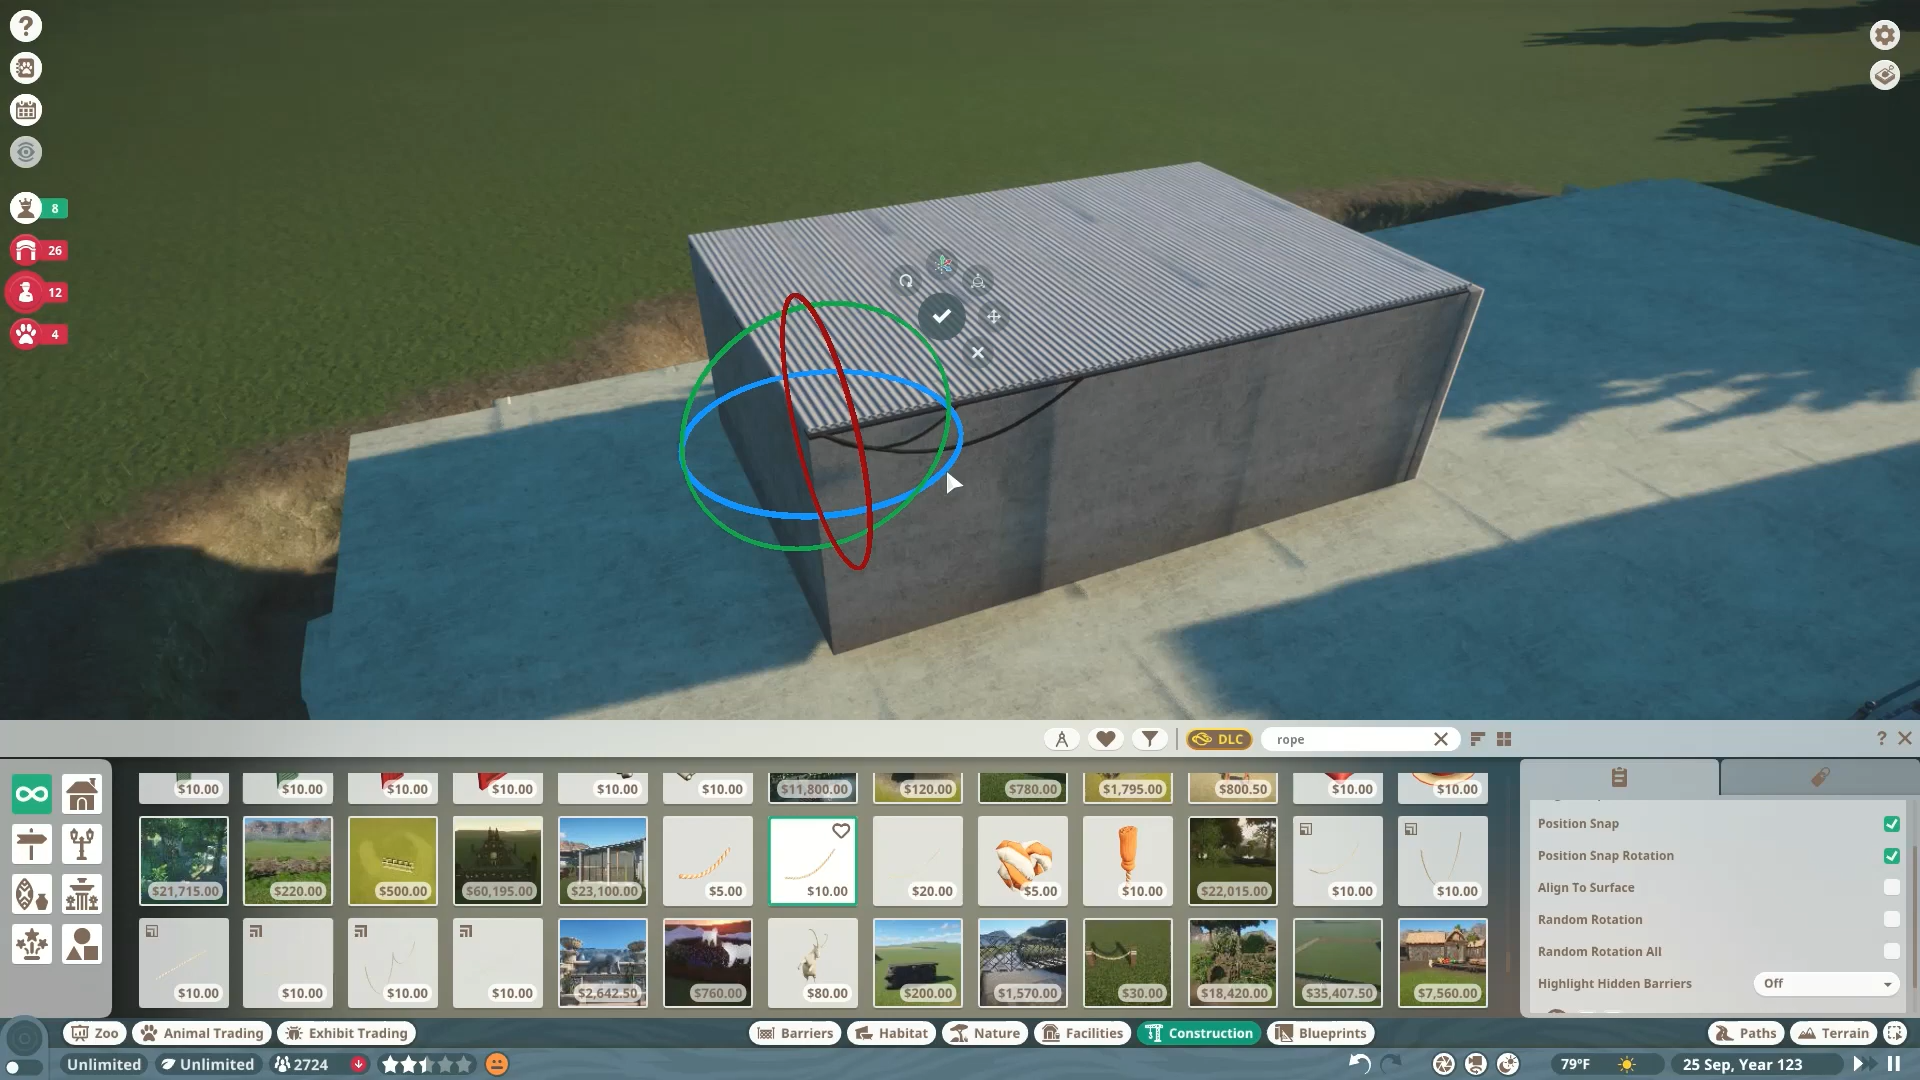 ?
8
26
12
4
DLC
rope
?
$10.00 $10.00 $10.00 $10.00 $10.00 $10.00 $11,800.00 $120.00 $780.00 $1,795.00 $800.50 $10.00 $10.00
$21,715.00 $220.00 $500.00 $60,195.00 $23,100.00 $5.00 $10.00 $20.00 $5.00 $10.00 $22,015.00 $10.00 $10.00
$10.00 $10.00 $10.00 $10.00 $2,642.50 $760.00 $80.00 $200.00 $1,570.00 $30.00 $18,420.00 $35,407.50 $7,560.00
Position Snap
Position Snap Rotation
Align To Surface
Random Rotation
Random Rotation All
Highlight Hidden Barriers Off
Zoo Animal Trading Exhibit Trading Barriers Habitat Nature Facilities Construction Blueprints Paths Terrain
Unlimited Unlimited 2724 79°F 25 Sep, Year 123